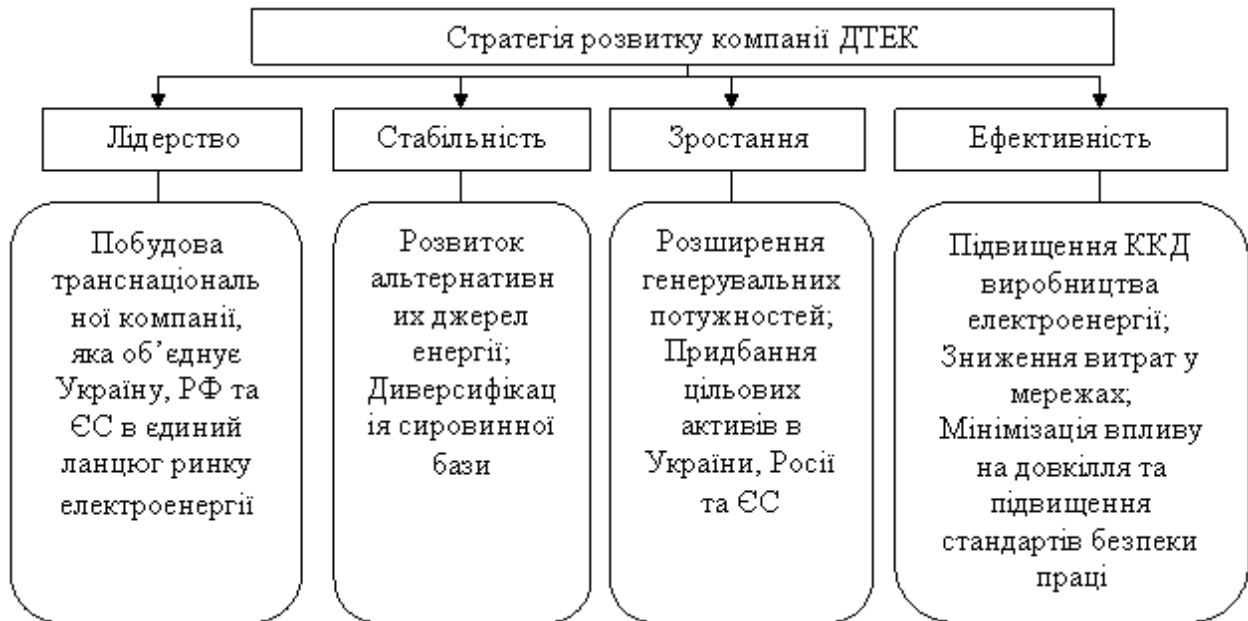 Стратегія розвитку компанії ДТЕК
Лідерство
Стабільність
Зростання
Ефективність
Побудова
транснаціональ
ної компанії,
яка об’єднує
Україну, РФ та
ЄС в єдиний
ланцюг ринку
електроенергії
Розвиток
альтернативн
их джерел
енергії;
Диверсифікац
ія сировинної
бази
Розширення
генерувальних
потужностей;
Придбання
цільових
активів в
України, Росії
та ЄС
Підвищення ККД
виробництва
електроенергії;
Зниження витрат у
мережах;
Мінімізація впливу
на довкілля та
підвищення
стандартів безпеки
праці